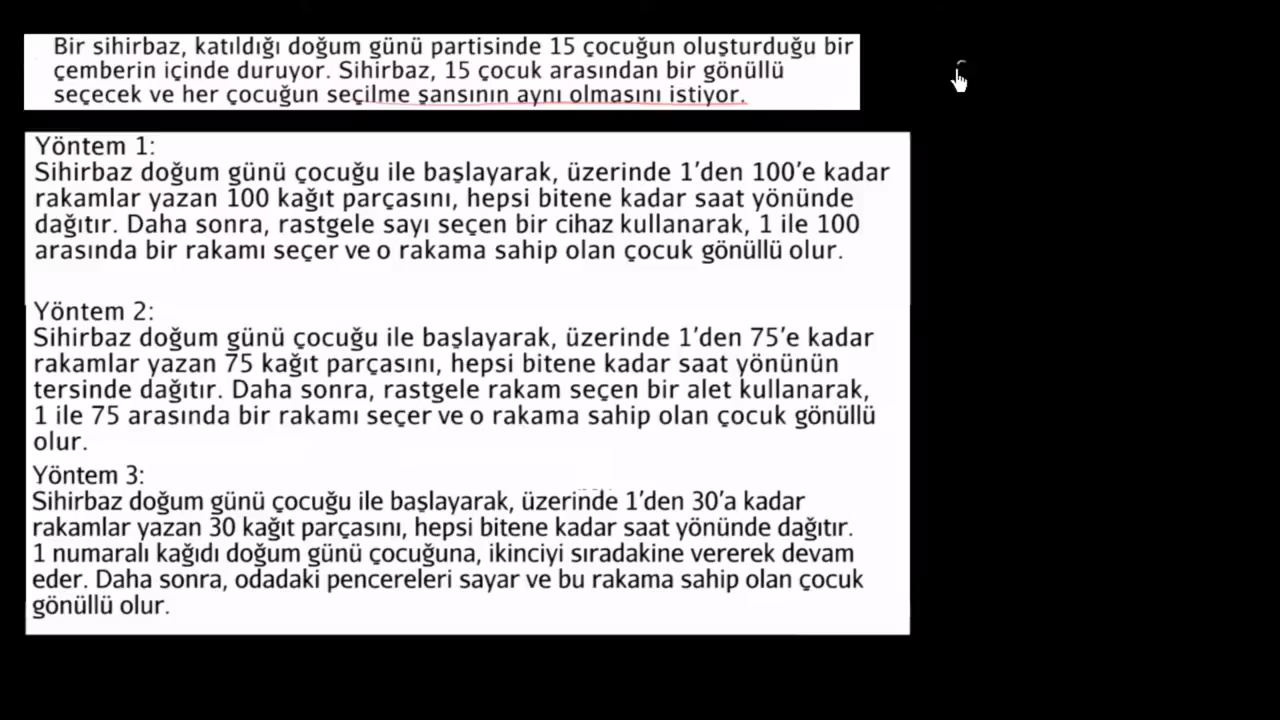 Bir sihirbaz, katıldığı doğum günü partisinde 15 çocuğun oluşturduğu bir
çemberin içinde duruyor. Sihirbaz, 15 çocuk arasından bir gönüllü
seçecek ve her çocuğun seçilme şansının aynı olmasını istiyor.
Yöntem 1:
Sihirbaz doğum günü çocuğu ile başlayarak, üzerinde 1'den 100'e kadar
rakamlar yazan 100 kağıt parçasını, hepsi bitene kadar saat yönünde
dağıtır. Daha sonra, rastgele sayı seçen bir cihaz kullanarak, 1 ile 100
arasında bir rakamı seçer ve o rakama sahip olan çocuk gönüllü olur.
Yöntem 2:
Sihirbaz doğum günü çocuğu ile başlayarak, üzerinde 1'den 75'e kadar
rakamlar yazan 75 kağıt parçasını, hepsi bitene kadar saat yönünün
tersinde dağıtır. Daha sonra, rastgele rakam seçen bir alet kullanarak,
1 ile 75 arasında bir rakamı seçer ve o rakama sahip olan çocuk gönüllü
olur.
Yöntem 3:
Sihirbaz doğum günü çocuğu ile başlayarak, üzerinde 1'den 30'a kadar
rakamlar yazan 30 kağıt parçasını, hepsi bitene kadar saat yönünde dağıtır.
1 numaralı kağıdı doğum günü çocuğuna, ikinciyi sıradakine vererek devam
eder. Daha sonra, odadaki pencereleri sayar ve bu rakama sahip olan çocuk
gönüllü olur.